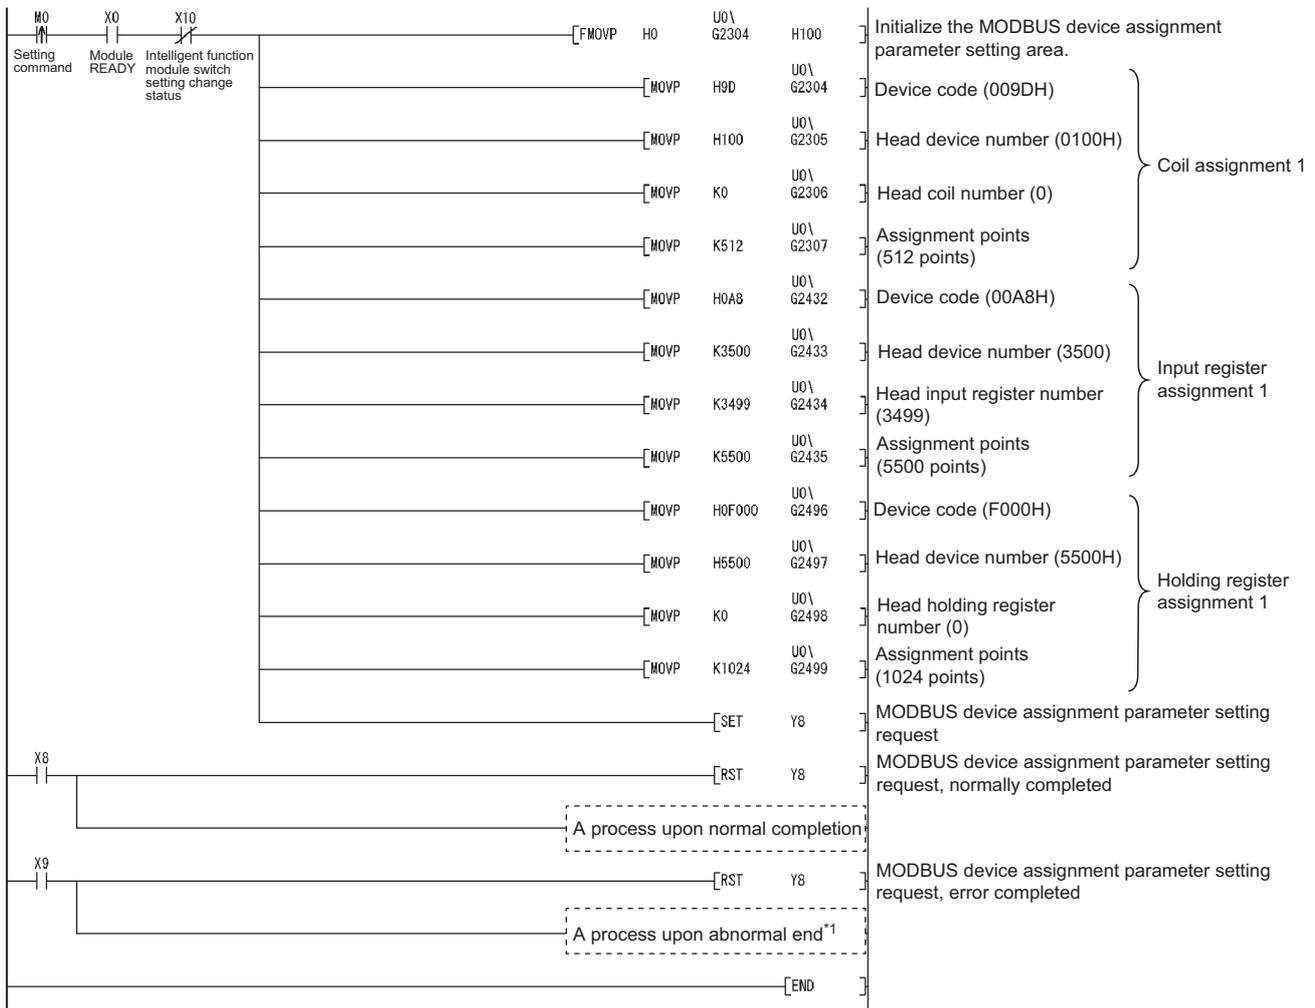 M0 X0 X10
Setting command
Module READY
Intelligent function module switch setting change status
FMOVP H0 U0\G2304 H100
Initialize the MODBUS device assignment
parameter setting area.
MOVP H9D U0\G2304
Device code (009DH)
MOVP H100 U0\G2305
Head device number (0100H)
Coil assignment 1
MOVP K0 U0\G2306
Head coil number (0)
MOVP K512 U0\G2307
Assignment points
(512 points)
MOVP H0A8 U0\G2432
Device code (00A8H)
MOVP K3500 U0\G2433
Head device number (3500)
Input register
assignment 1
MOVP K3499 U0\G2434
Head input register number
(3499)
MOVP K5500 U0\G2435
Assignment points
(5500 points)
MOVP H0F000 U0\G2496
Device code (F000H)
MOVP H5500 U0\G2497
Head device number (5500H)
Holding register
assignment 1
MOVP K0 U0\G2498
Head holding register
number (0)
MOVP K1024 U0\G2499
Assignment points
(1024 points)
SET Y8
MODBUS device assignment parameter setting
request
X8
RST Y8
MODBUS device assignment parameter setting
request, normally completed
A process upon normal completion
X9
RST Y8
MODBUS device assignment parameter setting
request, error completed
A process upon abnormal end*1
END